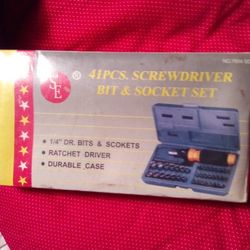 ®
41PCS. SCREWDRIVER
BIT & SOCKET SET
• 1/4" DR. BITS & SCOKETS
• RATCHET DRIVER
• DURABLE CASE